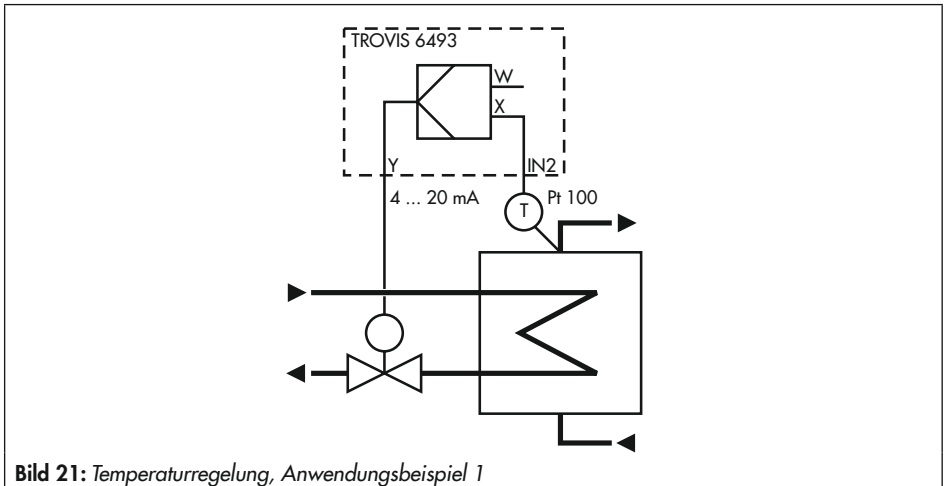 TROVIS 6493
W
X
Y
IN2
4 ... 20 mA
T
Pt 100
Bild 21: Temperaturregelung, Anwendungsbeispiel 1